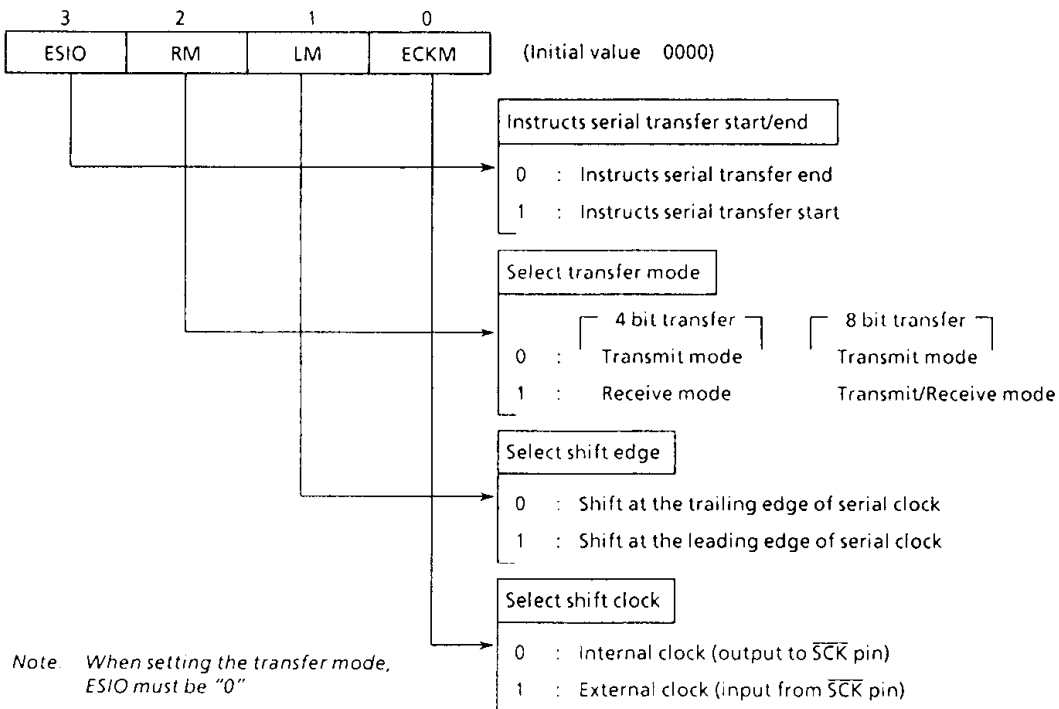 3 2 1 0
ESIO RM LM ECKM (Initial value 0000)
Instructs serial transfer start/end
0 : Instructs serial transfer end
1 : Instructs serial transfer start
Select transfer mode
4 bit transfer 8 bit transfer
0 : Transmit mode Transmit mode
1 : Receive mode Transmit/Receive mode
Select shift edge
0 : Shift at the trailing edge of serial clock
1 : Shift at the leading edge of serial clock
Select shift clock
0 : Internal clock (output to S̅C̅K̅ pin)
1 : External clock (input from S̅C̅K̅ pin)
Note. When setting the transfer mode,
ESIO must be "0"